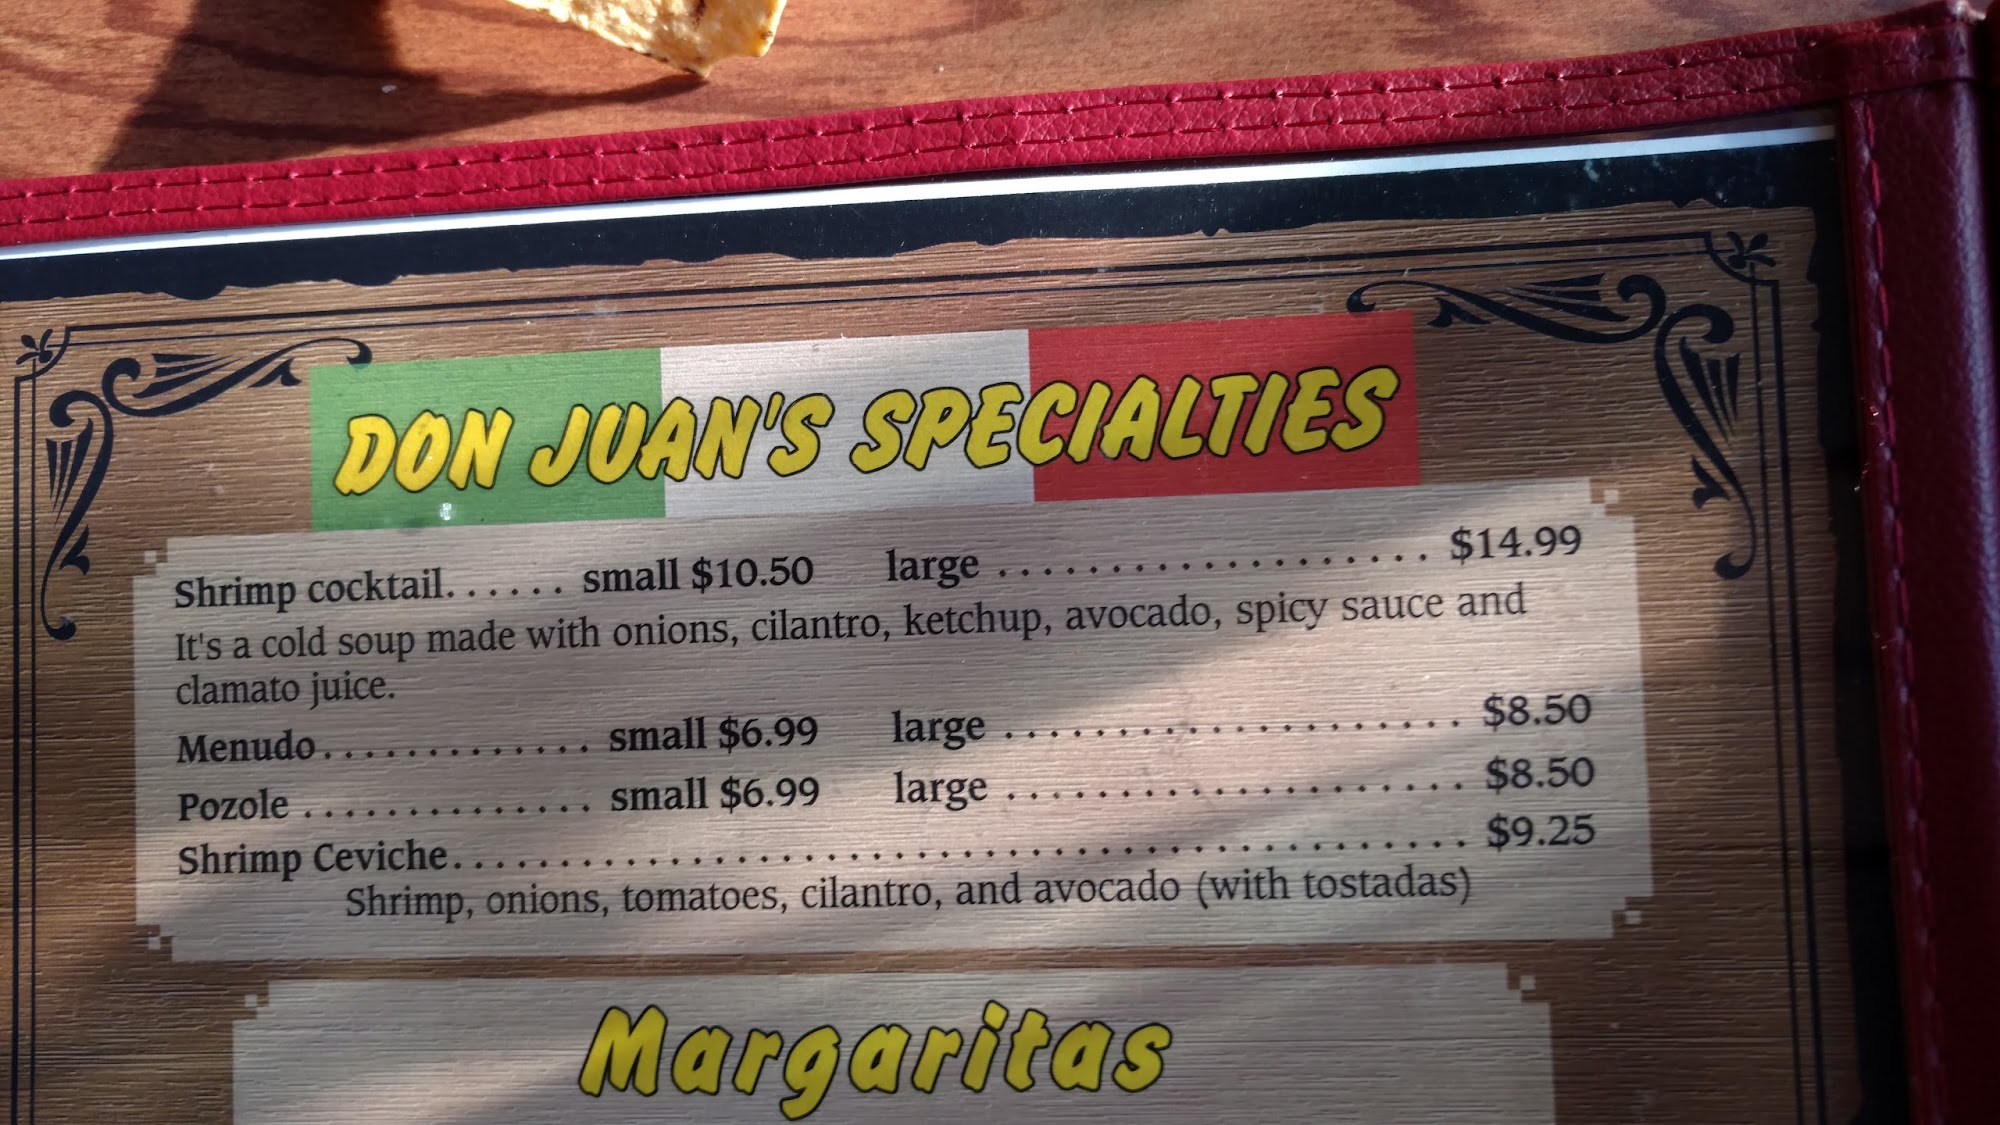 DON JUAN'S SPECIALTIES
Shrimp cocktail...... small $10.50 large ................... $14.99
It's a cold soup made with onions, cilantro, ketchup, avocado, spicy sauce and
clamato juice.
Menudo............. small $6.99 large .................... $8.50
Pozole ............. small $6.99 large .................... $8.50
Shrimp Ceviche............................................ $9.25
Shrimp, onions, tomatoes, cilantro, and avocado (with tostadas)
Margaritas